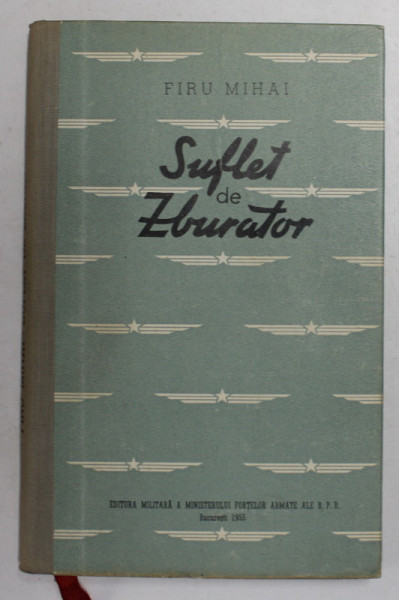 FIRU MIHAI
Suflet
de
Zburator
EDITURA MILITARĂ A MINISTERULUI FORȚELOR ARMATE ALE R. P. R.
București 1955